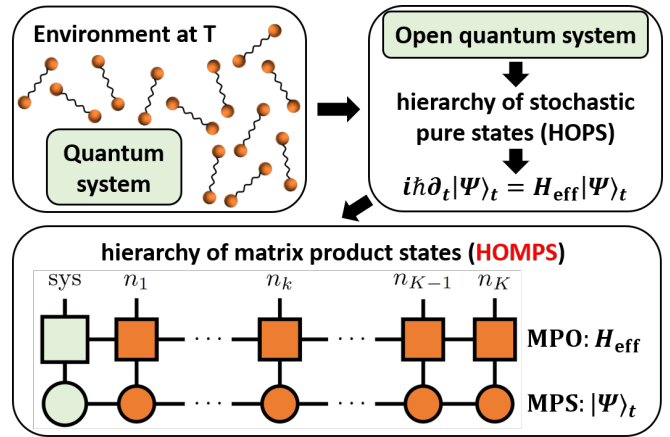 Environment at T
Quantum
system
Open quantum system
hierarchy of stochastic
pure states (HOPS)
iℏ∂ₜ|Ψ⟩ₜ = H_eff|Ψ⟩ₜ
hierarchy of matrix product states (HOMPS)
sys n₁ nₖ n_{K−1} n_K
··· ··· ··· ···
MPO: H_eff
··· ··· ··· ···
MPS: |Ψ⟩ₜ